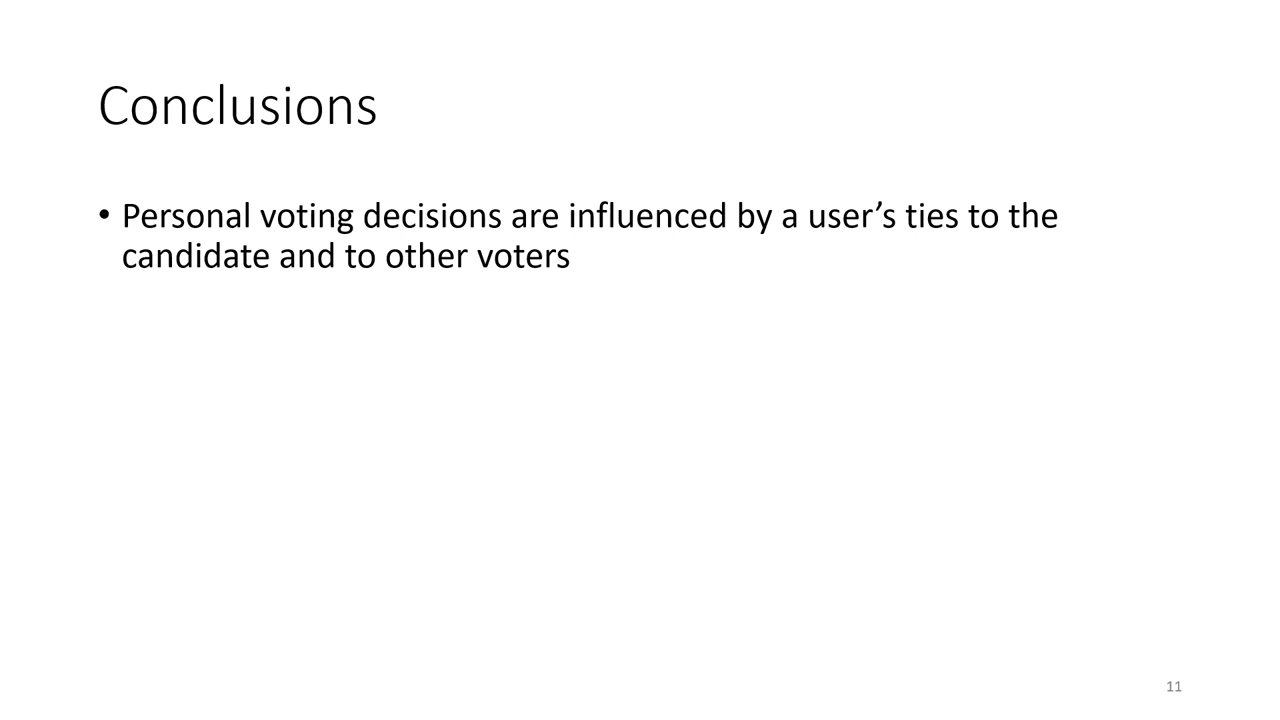 Conclusions
• Personal voting decisions are influenced by a user’s ties to the
candidate and to other voters
11